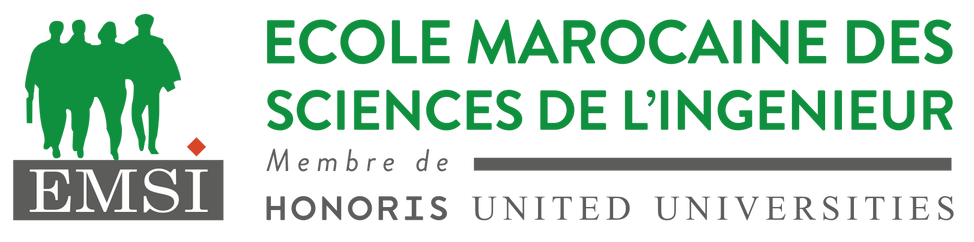 EMSI
ECOLE MAROCAINE DES
SCIENCES DE L'INGENIEUR
Membre de
HONORIS UNITED UNIVERSITIES